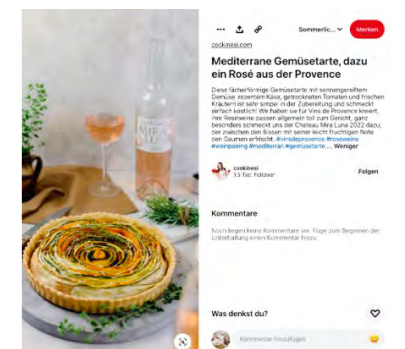 Sommerlic...
Merken
cookinesi.com
Mediterrane Gemüsetarte, dazu
ein Rosé aus der Provence
Diese fächerförmige Gemüsetarte mit sonnengereiftem
Gemüse, rezentem Käse, getrockneten Tomaten und frischen
Kräutern ist sehr simpel in der Zubereitung und schmeckt
einfach köstlich! Wir haben sie für Vins de Provence kreiert,
ihre Roséweine passen allgemein toll zum Gericht, ganz
besonders schmeckt uns der Chateau Mira Luna 2022 dazu,
der zwischen den Bissen mit seiner leicht fruchtigen Note
den Gaumen erfrischt. #vinsdeprovence #roseweine
#weinpairing #mediterran #gemüsetarte ... Weniger
cookinesi
1.5 Tsd. Follower
Folgen
Kommentare
Noch liegen keine Kommentare vor. Füge zum Beginnen der
Unterhaltung einen Kommentar hinzu.
Was denkst du?
Kommentar hinzufügen